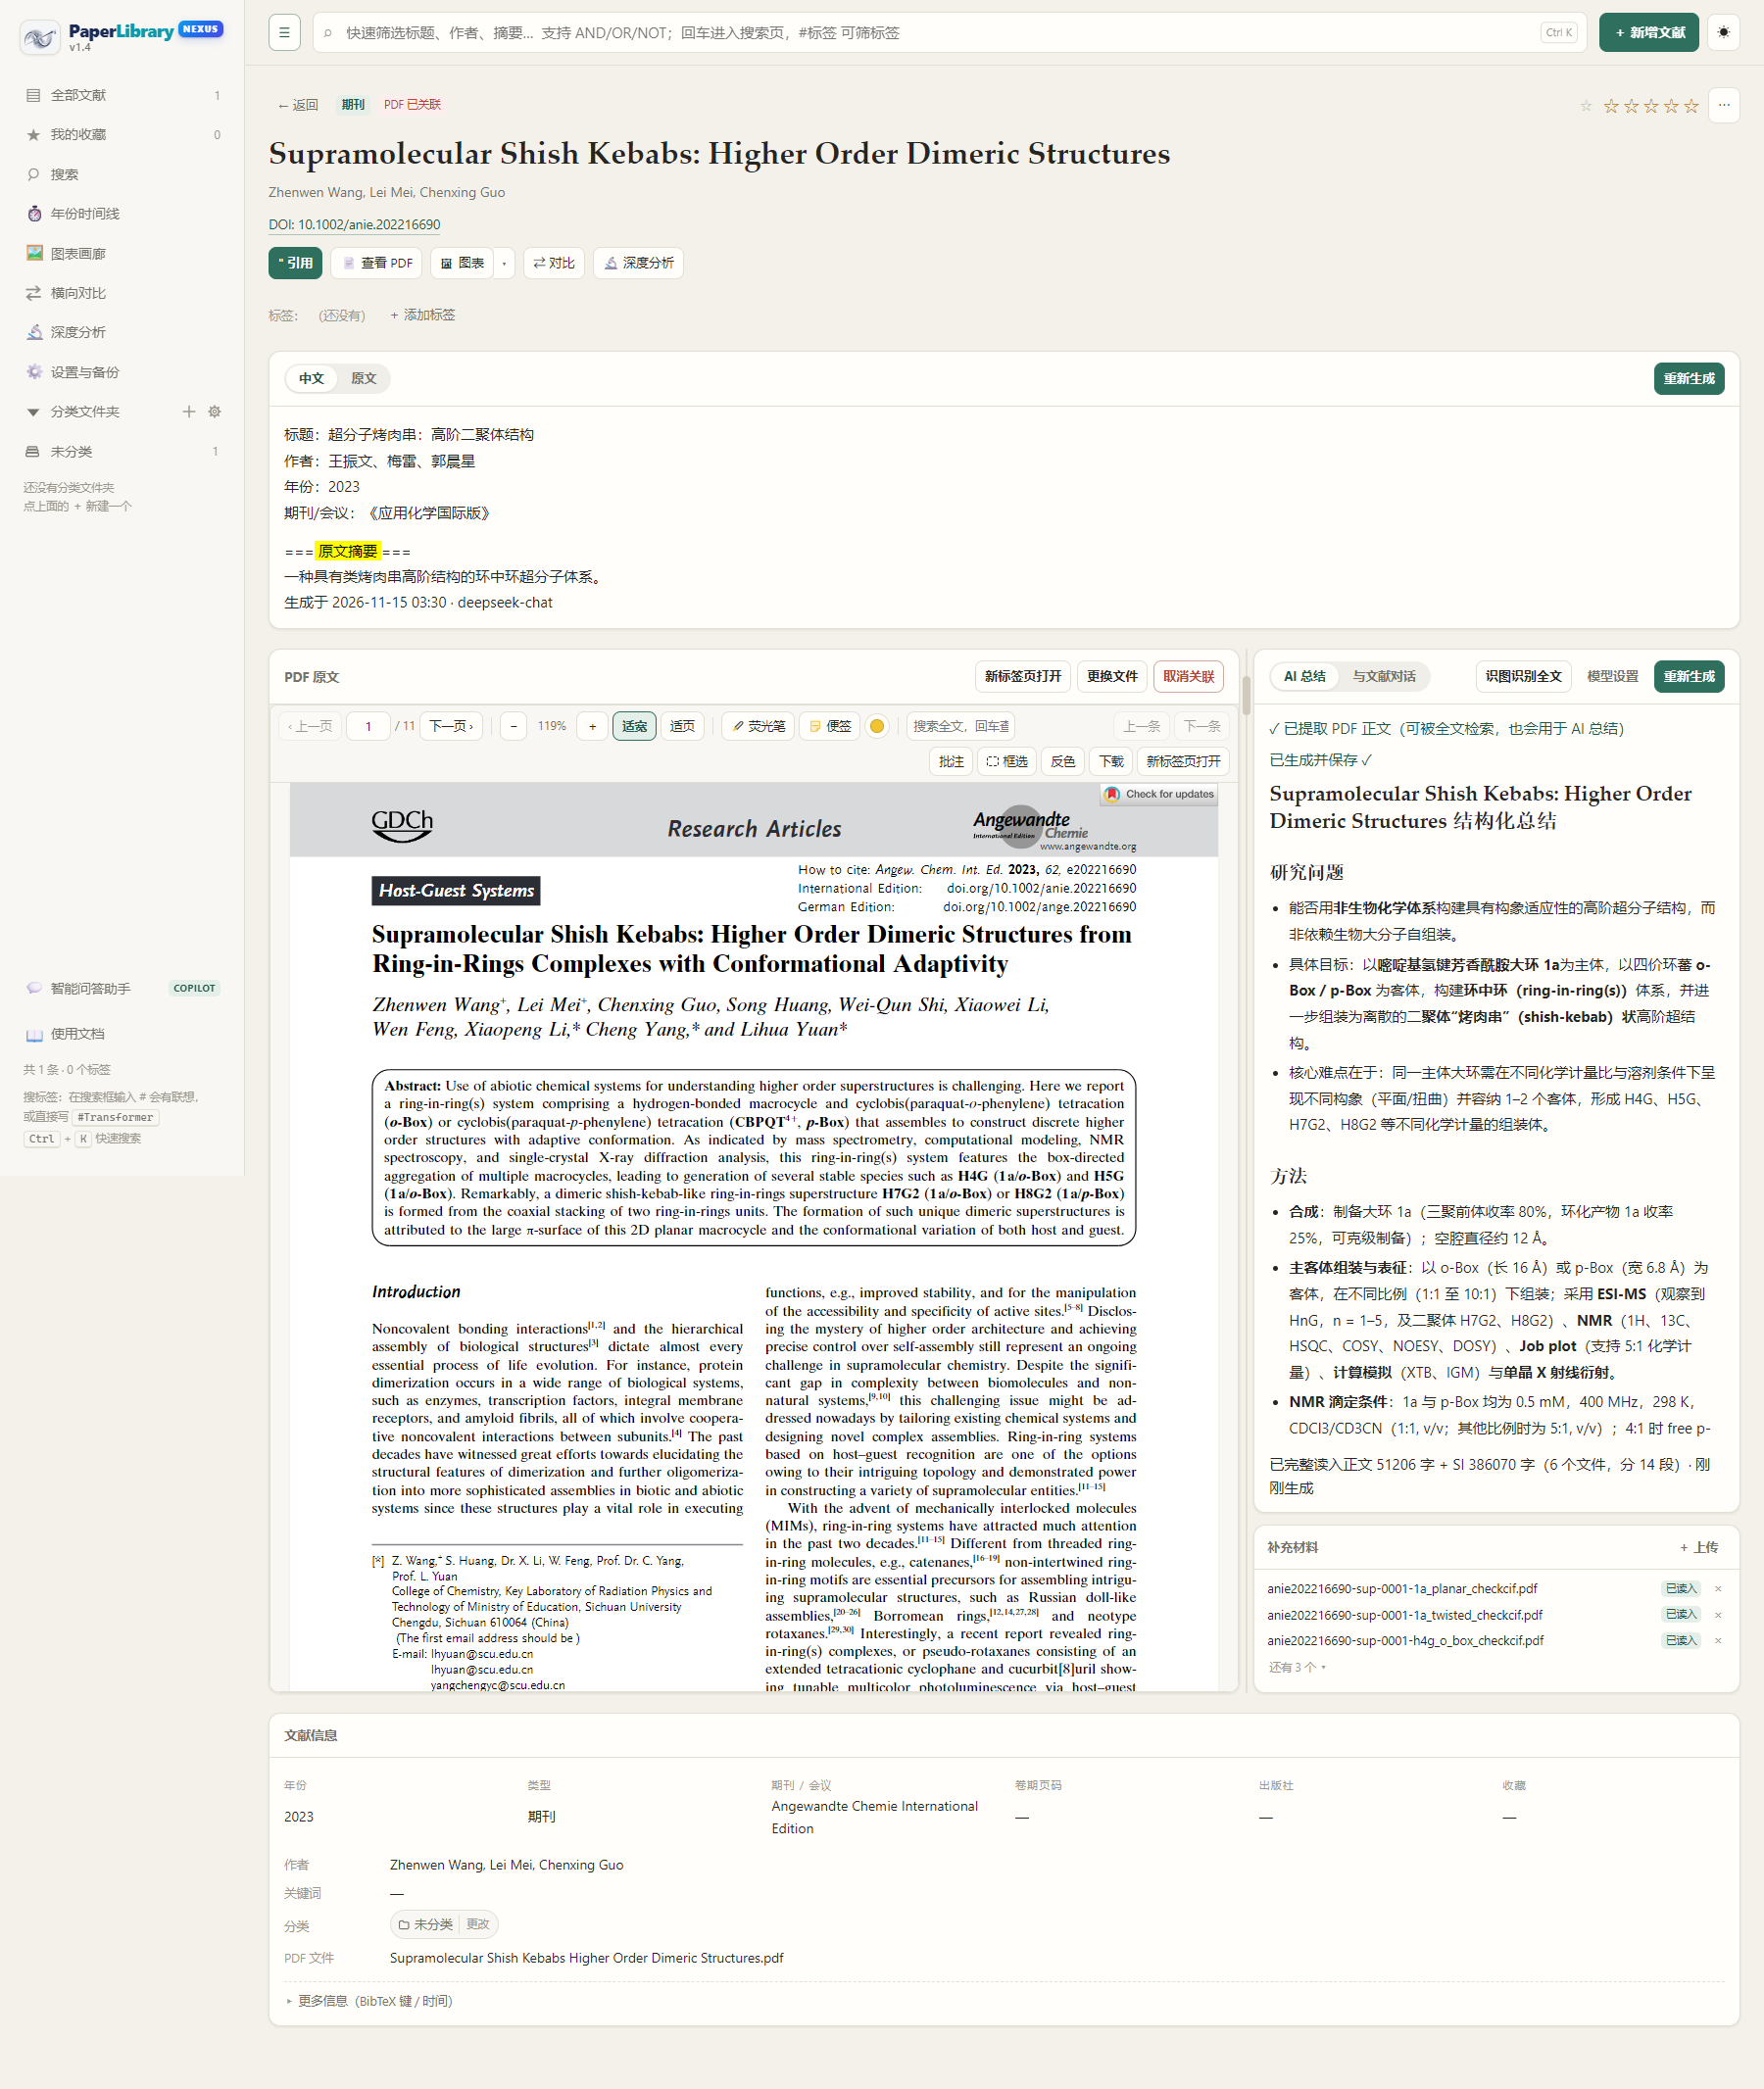 PaperLibrary NEXUS
v1.4
全部文献 1
我的收藏 0
搜索
年份时间线
图表画廊
横向对比
深度分析
设置与备份
分类文件夹
未分类 1
还没有分类文件夹
点上面的 + 新建一个
智能问答助手 COPILOT
使用文档
共 1 条 · 0 个标签
搜标签：在搜索框输入 # 会有联想，
或直接写 #Transformer
Ctrl + K 快速搜索
快速筛选标题、作者、摘要... 支持 AND/OR/NOT；回车进入搜索页，#标签 可筛标签 Ctrl K
+ 新增文献
← 返回 期刊 PDF 已关联
Supramolecular Shish Kebabs: Higher Order Dimeric Structures
Zhenwen Wang, Lei Mei, Chenxing Guo
DOI: 10.1002/anie.202216690
" 引用 查看 PDF 图表 对比 深度分析
标签： (还没有) + 添加标签
中文 原文 重新生成
标题：超分子烤肉串：高阶二聚体结构
作者：王振文、梅雷、郭晨星
年份：2023
期刊/会议：《应用化学国际版》
===原文摘要===
一种具有类烤肉串高阶结构的环中环超分子体系。
生成于 2026-11-15 03:30 · deepseek-chat
PDF 原文 新标签页打开 更换文件 取消关联
‹ 上一页 1 / 11 下一页 › − 119% + 适宽 适页 荧光笔 便签 搜索全文，回车查 上一条 下一条
批注 框选 反色 下载 新标签页打开
Check for updates
GDCh Research Articles Angewandte
International Edition Chemie
www.angewandte.org
How to cite: Angew. Chem. Int. Ed. 2023, 62, e202216690
Host-Guest Systems International Edition: doi.org/10.1002/anie.202216690
German Edition: doi.org/10.1002/ange.202216690
Supramolecular Shish Kebabs: Higher Order Dimeric Structures from
Ring-in-Rings Complexes with Conformational Adaptivity
Zhenwen Wang+, Lei Mei+, Chenxing Guo, Song Huang, Wei-Qun Shi, Xiaowei Li,
Wen Feng, Xiaopeng Li,* Cheng Yang,* and Lihua Yuan*
Abstract: Use of abiotic chemical systems for understanding higher order superstructures is challenging. Here we report
a ring-in-ring(s) system comprising a hydrogen-bonded macrocycle and cyclobis(paraquat-o-phenylene) tetracation
(o-Box) or cyclobis(paraquat-p-phenylene) tetracation (CBPQT4+, p-Box) that assembles to construct discrete higher
order structures with adaptive conformation. As indicated by mass spectrometry, computational modeling, NMR
spectroscopy, and single-crystal X-ray diffraction analysis, this ring-in-ring(s) system features the box-directed
aggregation of multiple macrocycles, leading to generation of several stable species such as H4G (1a/o-Box) and H5G
(1a/o-Box). Remarkably, a dimeric shish-kebab-like ring-in-rings superstructure H7G2 (1a/o-Box) or H8G2 (1a/p-Box)
is formed from the coaxial stacking of two ring-in-rings units. The formation of such unique dimeric superstructures is
attributed to the large π-surface of this 2D planar macrocycle and the conformational variation of both host and guest.
Introduction
Noncovalent bonding interactions[1,2] and the hierarchical
assembly of biological structures[3] dictate almost every
essential process of life evolution. For instance, protein
dimerization occurs in a wide range of biological systems,
such as enzymes, transcription factors, integral membrane
receptors, and amyloid fibrils, all of which involve coopera-
tive noncovalent interactions between subunits.[4] The past
decades have witnessed great efforts towards elucidating the
structural features of dimerization and further oligomeriza-
tion into more sophisticated assemblies in biotic and abiotic
systems since these structures play a vital role in executing
[*] Z. Wang,+ S. Huang, Dr. X. Li, W. Feng, Prof. Dr. C. Yang,
Prof. L. Yuan
College of Chemistry, Key Laboratory of Radiation Physics and
Technology of Ministry of Education, Sichuan University
Chengdu, Sichuan 610064 (China)
(The first email address should be )
E-mail: lhyuan@scu.edu.cn
lhyuan@scu.edu.cn
yangchengyc@scu.edu.cn
functions, e.g., improved stability, and for the manipulation
of the accessibility and specificity of active sites.[5–8] Disclos-
ing the mystery of higher order architecture and achieving
precise control over self-assembly still represent an ongoing
challenge in supramolecular chemistry. Despite the signifi-
cant gap in complexity between biomolecules and non-
natural systems,[9,10] this challenging issue might be ad-
dressed nowadays by tailoring existing chemical systems and
designing novel complex assemblies. Ring-in-ring systems
based on host–guest recognition are one of the options
owing to their intriguing topology and demonstrated power
in constructing a variety of supramolecular entities.[11–15]
With the advent of mechanically interlocked molecules
(MIMs), ring-in-ring systems have attracted much attention
in the past two decades.[11–15] Different from threaded ring-
in-ring molecules, e.g., catenanes,[16–19] non-intertwined ring-
in-ring motifs are essential precursors for assembling intrigu-
ing supramolecular structures, such as Russian doll-like
assemblies,[20–26] Borromean rings,[12,14,27,28] and neotype
rotaxanes.[29,30] Interestingly, a recent report revealed ring-
in-ring(s) complexes, or pseudo-rotaxanes consisting of an
extended tetracationic cyclophane and cucurbit[8]uril show-
ing tunable multicolor photoluminescence via host–guest
AI 总结 与文献对话 识图识别全文 模型设置 重新生成
✓ 已提取 PDF 正文（可被全文检索，也会用于 AI 总结）
已生成并保存 ✓
Supramolecular Shish Kebabs: Higher Order
Dimeric Structures 结构化总结
研究问题
• 能否用非生物化学体系构建具有构象适应性的高阶超分子结构，而
非依赖生物大分子自组装。
• 具体目标：以嘧啶基氢键芳香酰胺大环 1a为主体，以四价环蕃 o-
Box / p-Box 为客体，构建环中环（ring-in-ring(s)）体系，并进
一步组装为离散的二聚体“烤肉串”（shish-kebab）状高阶超结
构。
• 核心难点在于：同一主体大环需在不同化学计量比与溶剂条件下呈
现不同构象（平面/扭曲）并容纳 1–2 个客体，形成 H4G、H5G、
H7G2、H8G2 等不同化学计量的组装体。
方法
• 合成：制备大环 1a（三聚前体收率 80%，环化产物 1a 收率
25%，可克级制备）；空腔直径约 12 Å。
• 主客体组装与表征：以 o-Box（长 16 Å）或 p-Box（宽 6.8 Å）为
客体，在不同比例（1:1 至 10:1）下组装；采用 ESI-MS（观察到
HnG，n = 1–5，及二聚体 H7G2、H8G2）、NMR（1H、13C、
HSQC、COSY、NOESY、DOSY）、Job plot（支持 5:1 化学计
量）、计算模拟（XTB、IGM）与单晶 X 射线衍射。
• NMR 滴定条件：1a 与 p-Box 均为 0.5 mM，400 MHz，298 K，
CDCl3/CD3CN（1:1, v/v；其他比例时为 5:1, v/v）；4:1 时 free p-
已完整读入正文 51206 字 + SI 386070 字（6 个文件，分 14 段）· 刚
刚生成
补充材料 + 上传
anie202216690-sup-0001-1a_planar_checkcif.pdf 已读入 ×
anie202216690-sup-0001-1a_twisted_checkcif.pdf 已读入 ×
anie202216690-sup-0001-h4g_o_box_checkcif.pdf 已读入 ×
还有 3 个
文献信息
年份 类型 期刊 / 会议 卷期页码 出版社 收藏
2023 期刊 Angewandte Chemie International Edition — — —
作者 Zhenwen Wang, Lei Mei, Chenxing Guo
关键词 —
分类 未分类 更改
PDF 文件 Supramolecular Shish Kebabs Higher Order Dimeric Structures.pdf
更多信息（BibTeX 键 / 时间）